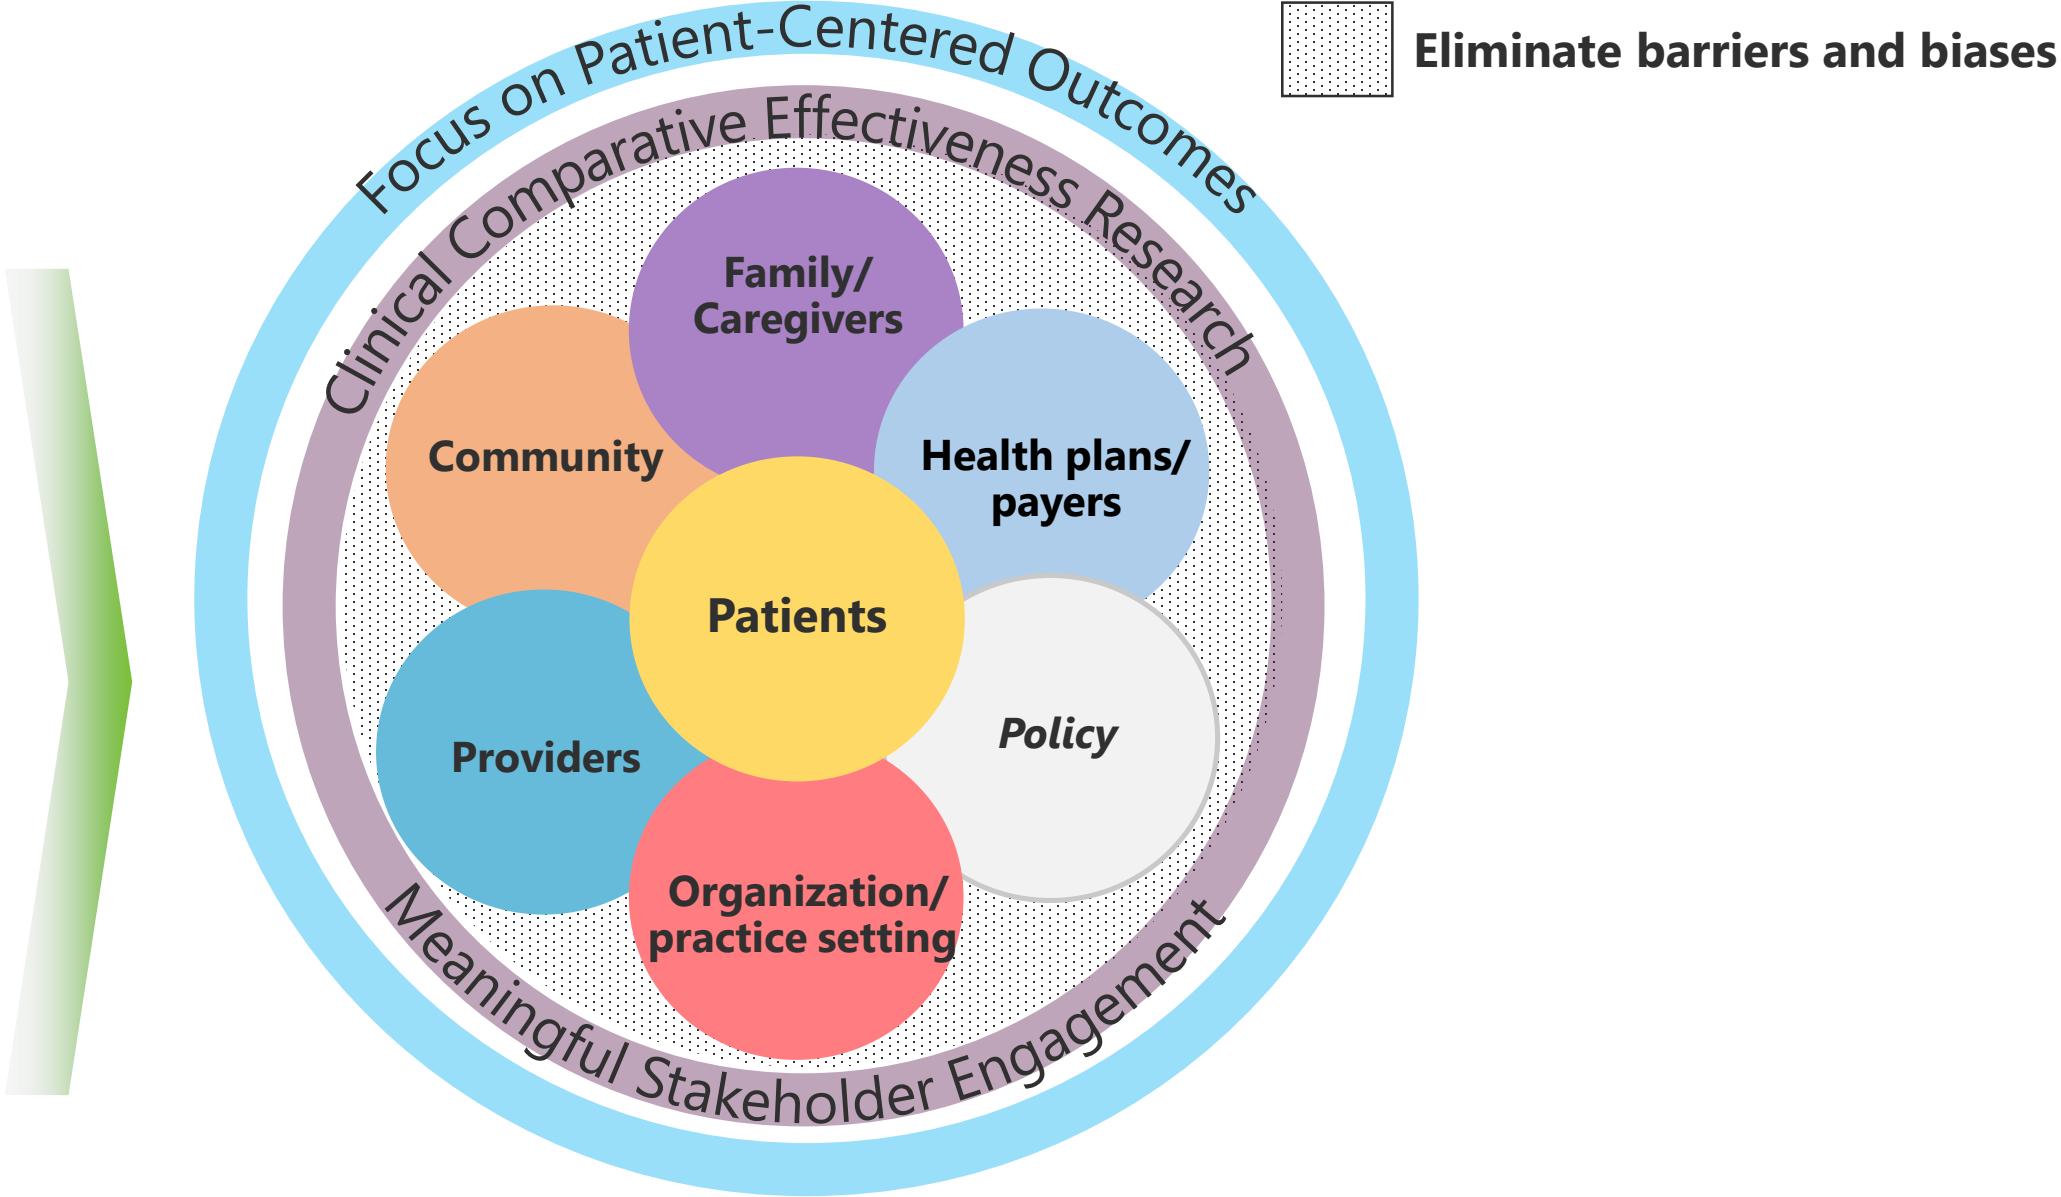 Focus on Patient-Centered Outcomes
Eliminate barriers and biases
Clinical Comparative Effectiveness Research
Family/
Caregivers
Community
Health plans/
payers
Patients
Policy
Providers
Organization/
practice setting
Meaningful Stakeholder Engagement